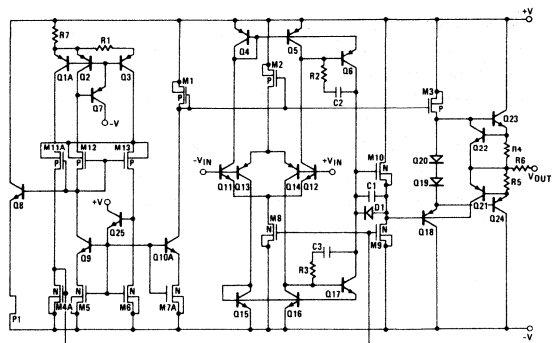 +V
R7
R1
Q4
Q5
Q1A
Q2
Q3
M1
M2
R2
Q6
M3
Q23
P
P
P
Q7
C2
-V
Q22
R4
M11A
M12
M13
Q20
R6
P
P
P
-VIN
+VIN
M10
VOUT
N
Q19
R5
Q11
Q13
Q14
Q12
C1
Q21
Q8
+V
M8
D1
Q18
Q24
Q25
N
N
M9
Q9
Q10A
C3
R3
Q17
N
N
N
N
P1
M4A
M5
M6
M7A
Q15
Q16
-V